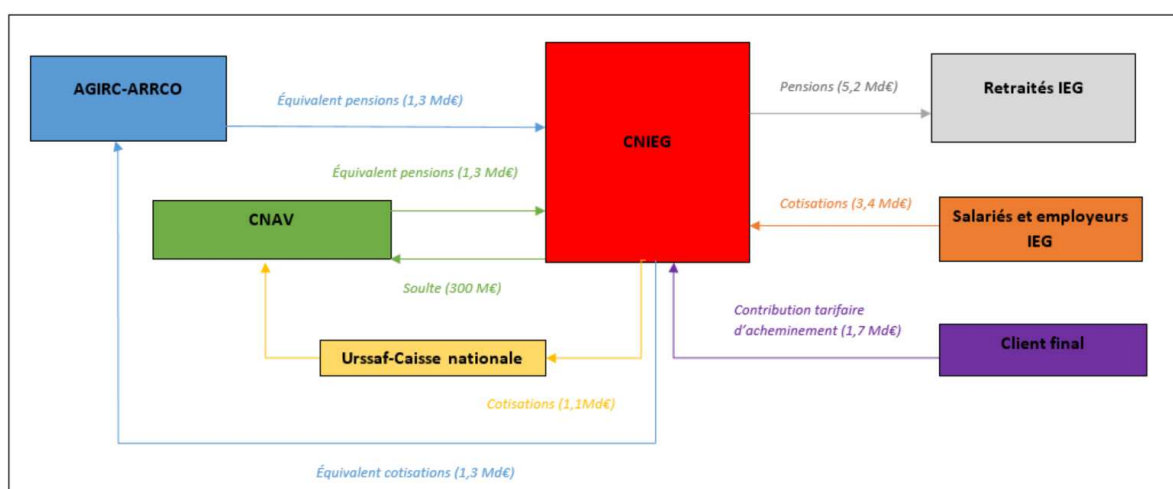 AGIRC-ARRCO
Équivalent pensions (1,3 Md€)
CNIEG
Pensions (5,2 Md€)
Retraités IEG
Équivalent pensions (1,3 Md€)
CNAV
Cotisations (3,4 Md€)
Salariés et employeurs
IEG
Soulte (300 M€)
Contribution tarifaire
d'acheminement (1,7 Md€)
Urssaf-Caisse nationale
Client final
Cotisations (1,1Md€)
Équivalent cotisations (1,3 Md€)